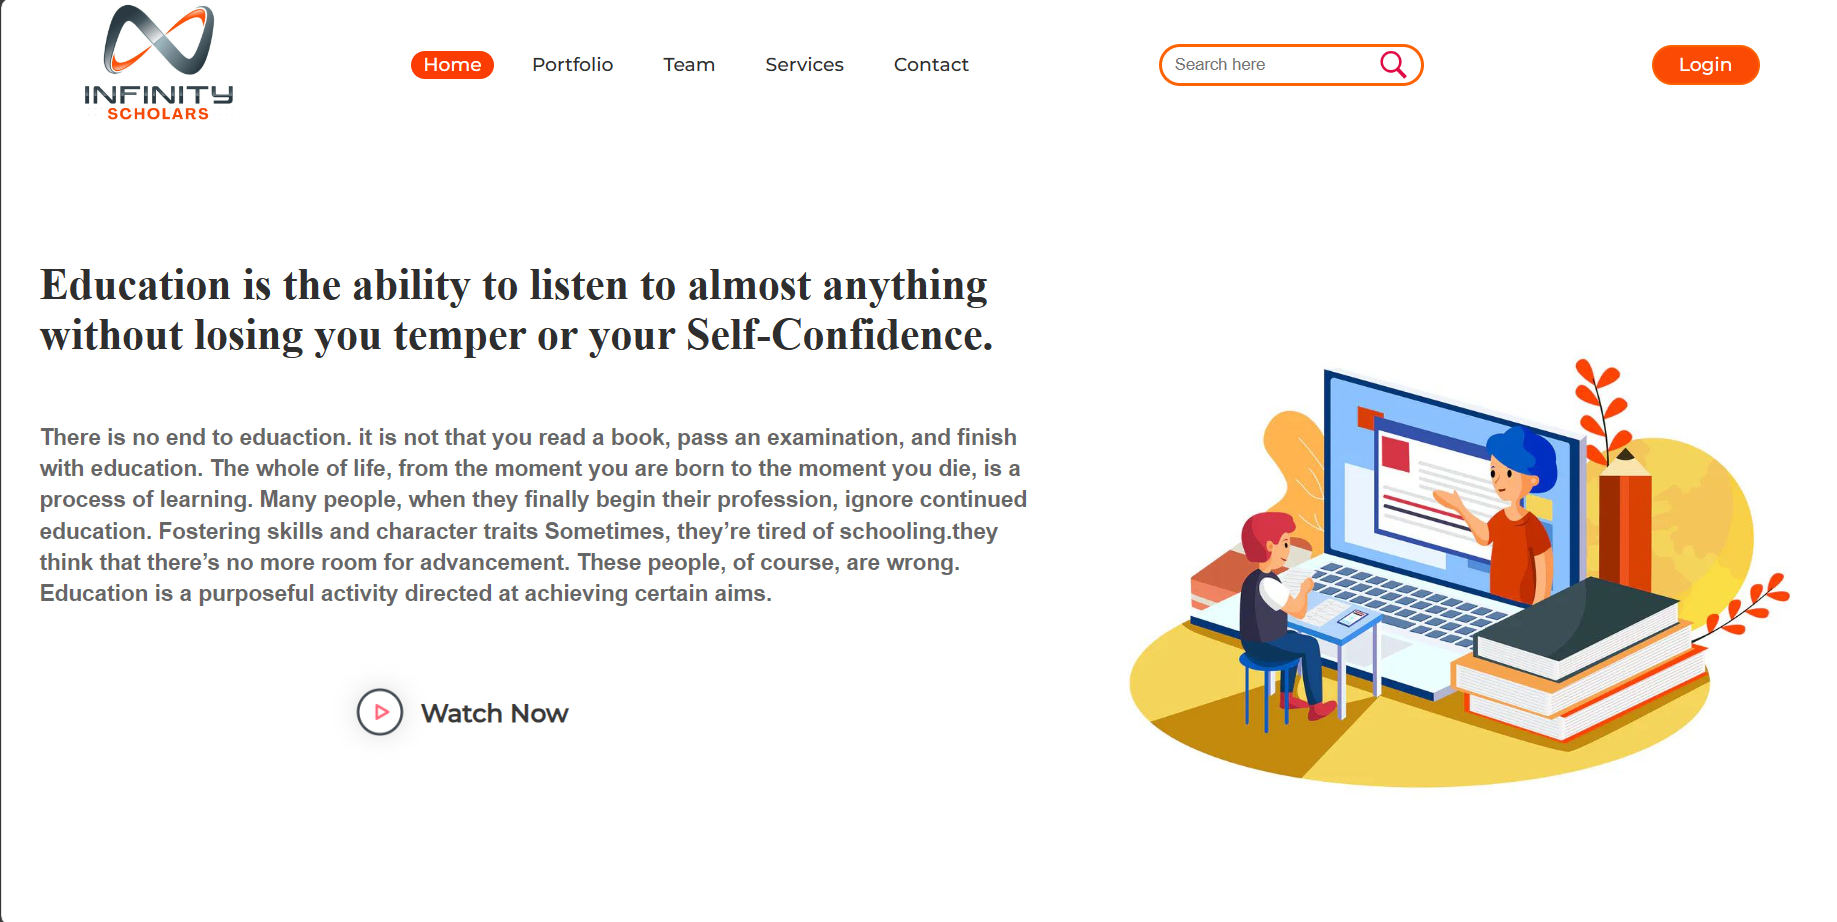 INFINITY
SCHOLARS
Home
Portfolio
Team
Services
Contact
Search here
Login
Education is the ability to listen to almost anything
without losing you temper or your Self-Confidence.
There is no end to eduaction. it is not that you read a book, pass an examination, and finish
with education. The whole of life, from the moment you are born to the moment you die, is a
process of learning. Many people, when they finally begin their profession, ignore continued
education. Fostering skills and character traits Sometimes, they’re tired of schooling.they
think that there’s no more room for advancement. These people, of course, are wrong.
Education is a purposeful activity directed at achieving certain aims.
Watch Now